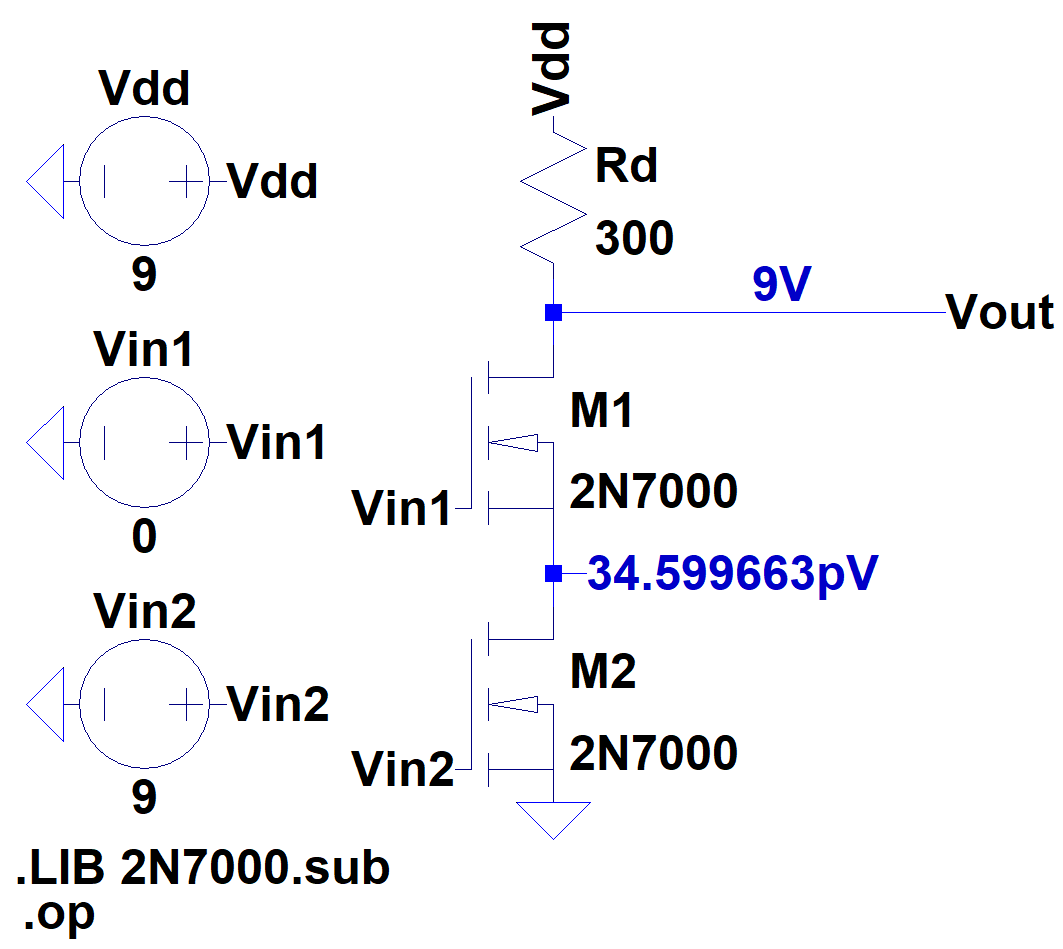 Vdd
Vdd
9
Vin1
Vin1
0
Vin2
Vin2
9
.LIB 2N7000.sub
.op
Vdd
Rd
300
9V
Vout
M1
2N7000
Vin1
34.599663pV
M2
2N7000
Vin2